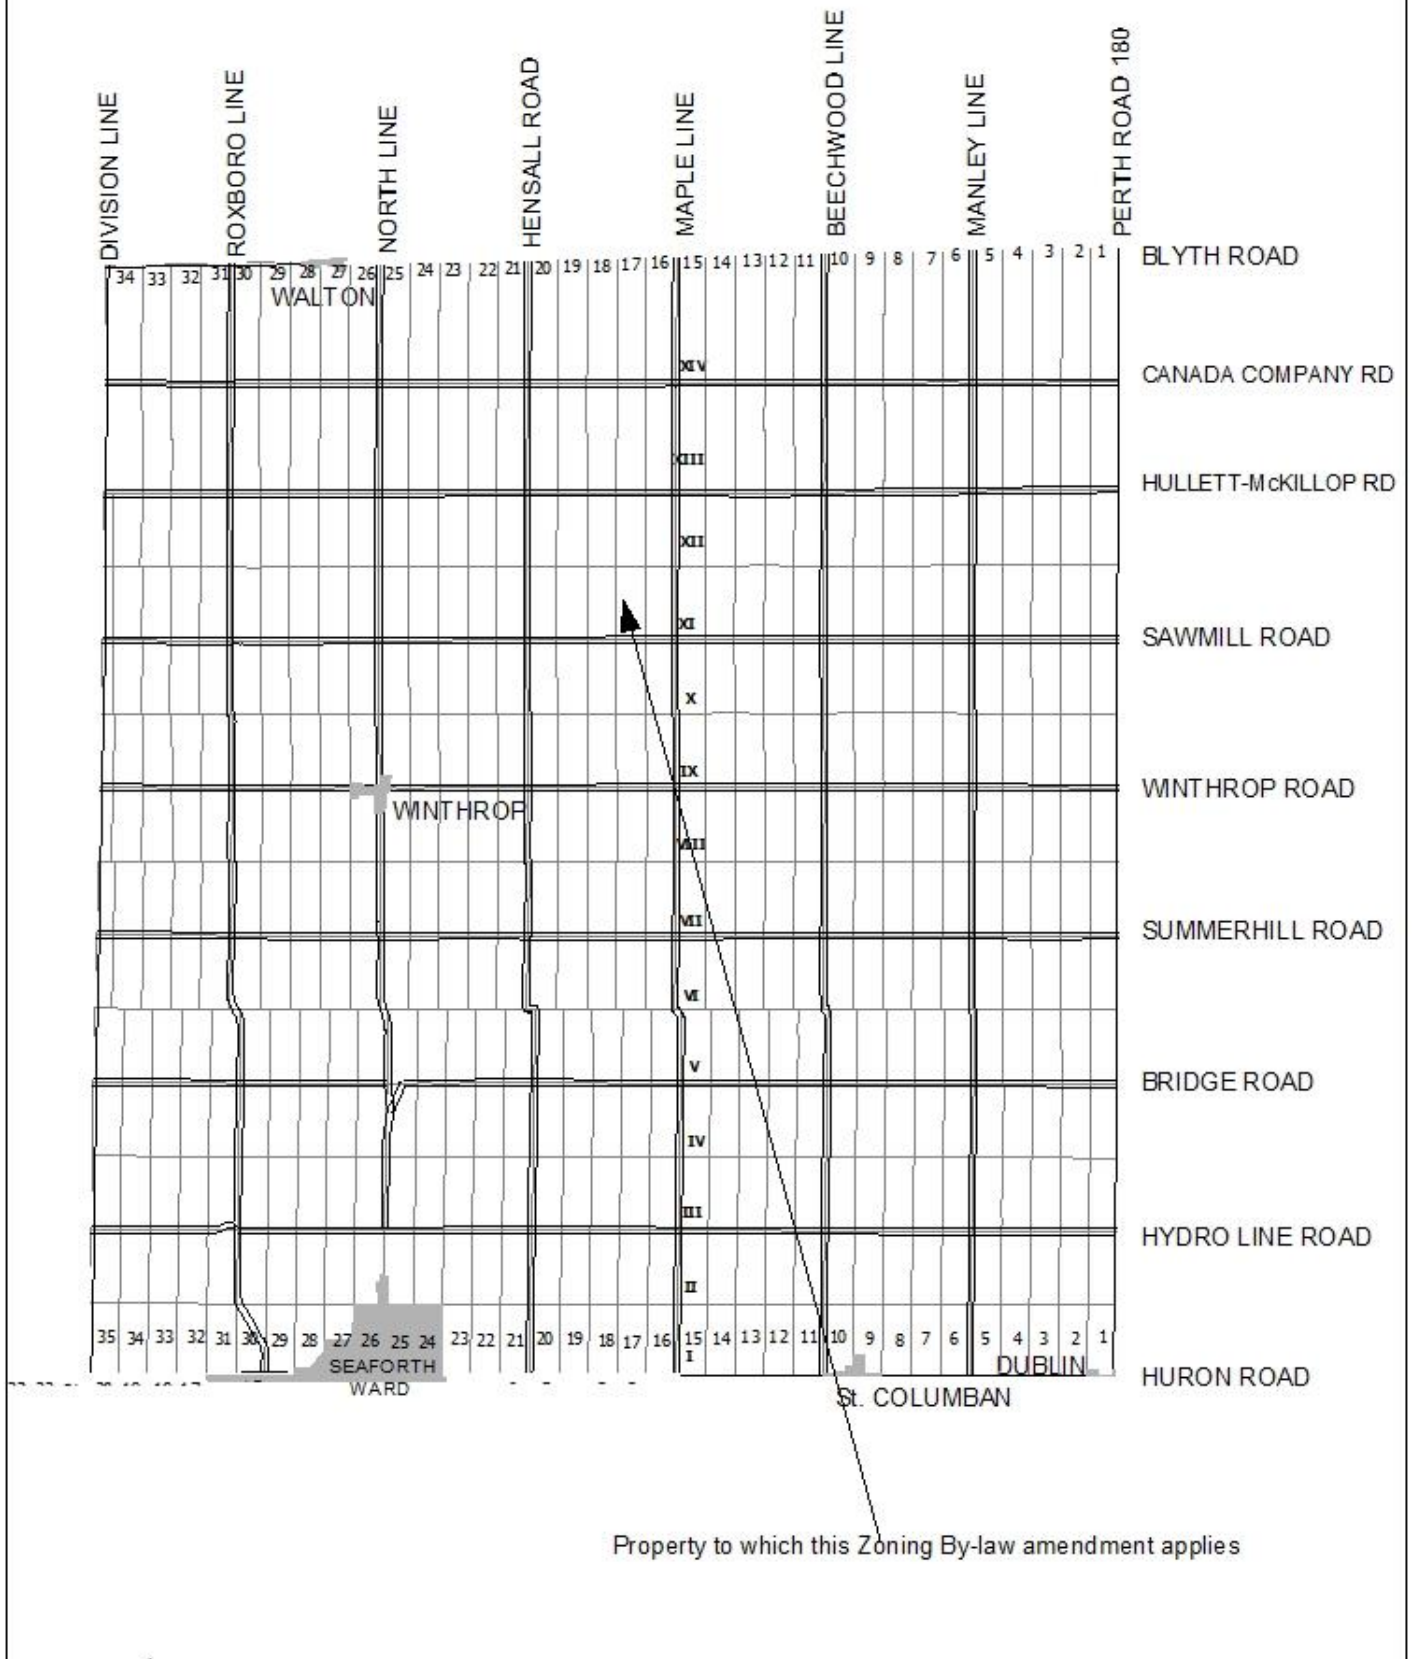 DIVISION LINE
ROXBORO LINE
NORTH LINE
HENSALL ROAD
MAPLE LINE
BEECHWOOD LINE
MANLEY LINE
PERTH ROAD 180
34 33 32 31 30 29 28 27 26 25 24 23 22 21 20 19 18 17 16 15 14 13 12 11 10 9 8 7 6 5 4 3 2 1
BLYTH ROAD
WALTON
XIV
CANADA COMPANY RD
XIII
HULLETT-McKILLOP RD
XII
XI
SAWMILL ROAD
X
IX
WINTHROP ROAD
WINTHROP
VIII
VII
SUMMERHILL ROAD
VI
V
BRIDGE ROAD
IV
III
HYDRO LINE ROAD
II
35 34 33 32 31 30 29 28 27 26 25 24 23 22 21 20 19 18 17 16 15 14 13 12 11 10 9 8 7 6 5 4 3 2 1
I
SEAFORTH
WARD
DUBLIN
HURON ROAD
St. COLUMBAN
Property to which this Zoning By-law amendment applies